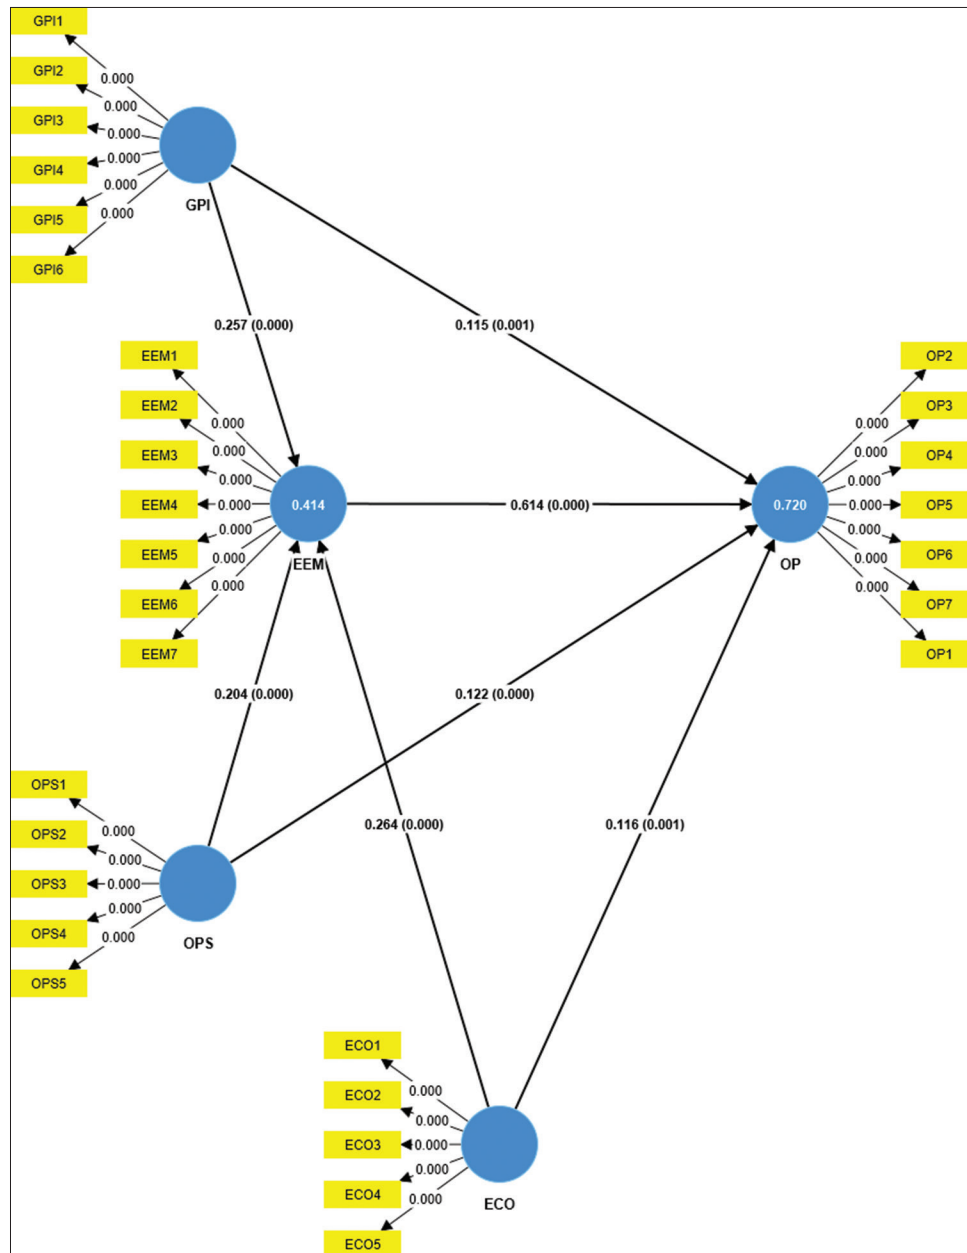 GPI1
0.000
GPI2
0.000
GPI3
0.000
GPI4
0.000
GPI5
0.000
GPI6
0.000
GPI
0.257 (0.000)
0.115 (0.001)
EEM1
0.000
EEM2
0.000
EEM3
0.000
EEM4
0.000
EEM5
0.000
EEM6
0.000
EEM7
0.000
0.414
EEM
0.614 (0.000)
OP2
0.000
OP3
0.000
OP4
0.000
OP5
0.000
OP6
0.000
OP7
0.000
OP1
0.000
0.720
OP
0.204 (0.000)
0.122 (0.000)
OPS1
0.000
OPS2
0.000
OPS3
0.000
OPS4
0.000
OPS5
0.000
OPS
0.264 (0.000)
0.116 (0.001)
ECO1
0.000
ECO2
0.000
ECO3
0.000
ECO4
0.000
ECO5
0.000
ECO